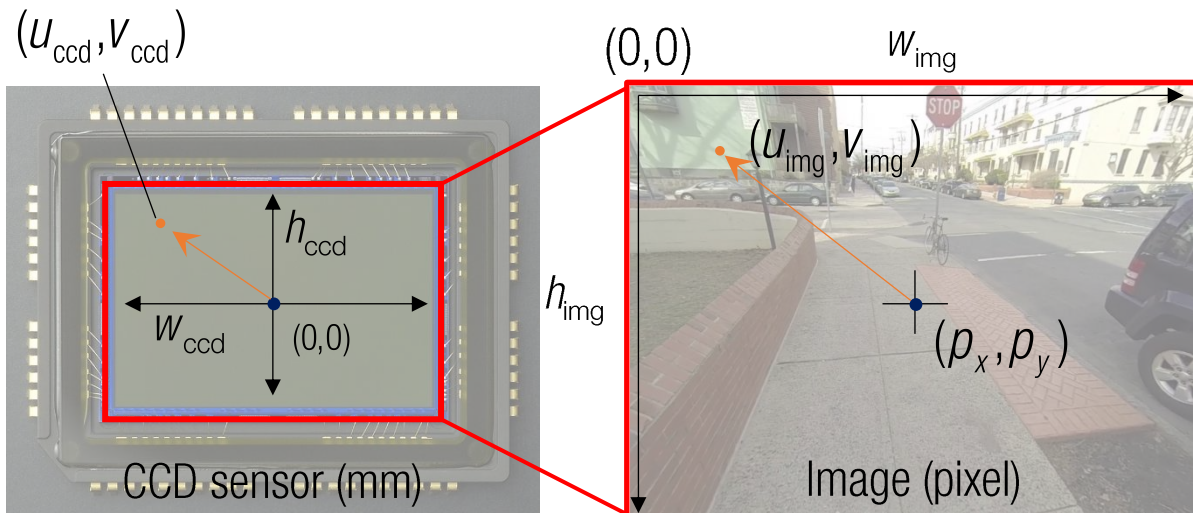 (u_ccd,v_ccd)
h_ccd
w_ccd
(0,0)
CCD sensor (mm)
(0,0)
w_img
h_img
STOP
(u_img,v_img)
(p_x,p_y)
Image (pixel)